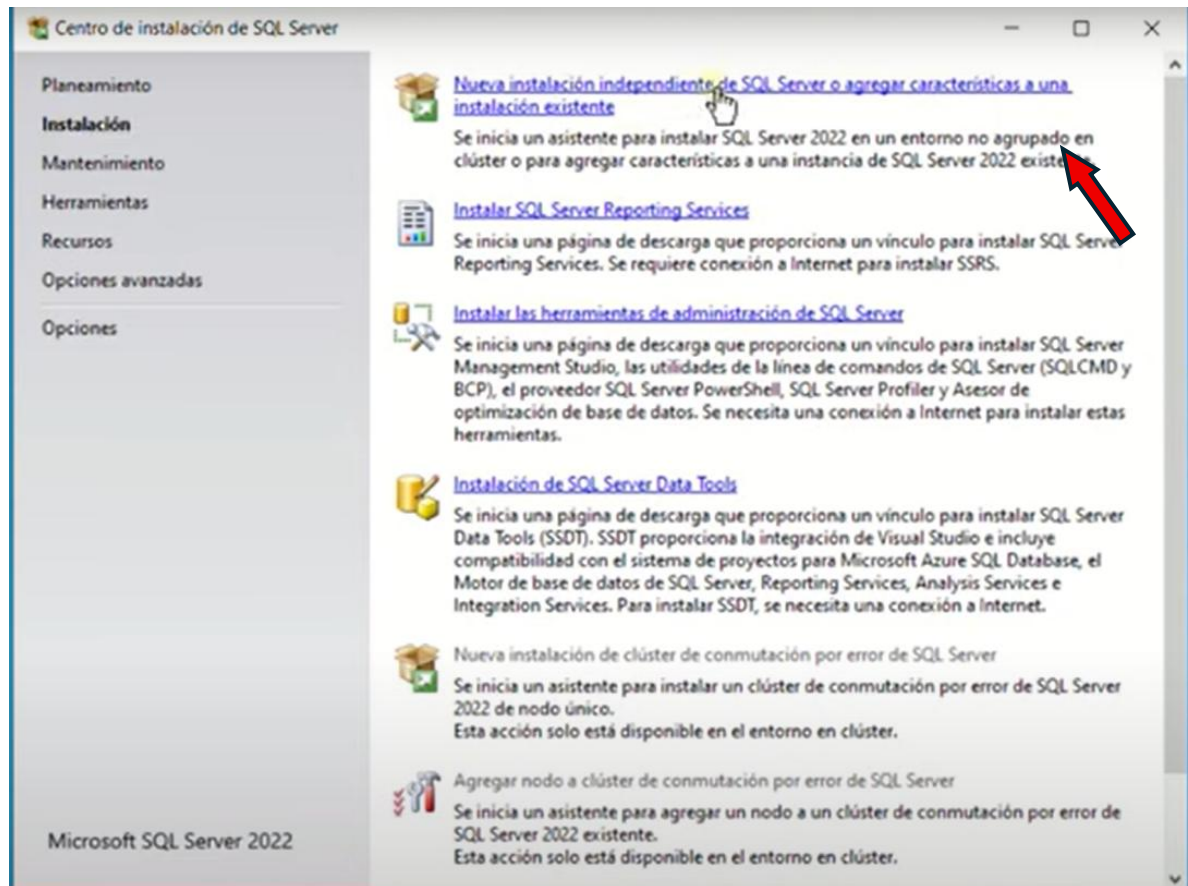 Centro de instalación de SQL Server
Planeamiento
Instalación
Mantenimiento
Herramientas
Recursos
Opciones avanzadas
Opciones
Microsoft SQL Server 2022
Nueva instalación independiente de SQL Server o agregar características a una
instalación existente
Se inicia un asistente para instalar SQL Server 2022 en un entorno no agrupado en
clúster o para agregar características a una instancia de SQL Server 2022
Instalar SQL Server Reporting Services
Se inicia una página de descarga que proporciona un vínculo para instalar SQL Server
Reporting Services. Se requiere conexión a Internet para instalar SSRS.
Instalar las herramientas de administración de SQL Server
Se inicia una página de descarga que proporciona un vínculo para instalar SQL Server
Management Studio, las utilidades de la línea de comandos de SQL Server (SQLCMD y
BCP), el proveedor SQL Server PowerShell, SQL Server Profiler y Asesor de
optimización de base de datos. Se necesita una conexión a Internet para instalar estas
herramientas.
Instalación de SQL Server Data Tools
Se inicia una página de descarga que proporciona un vínculo para instalar SQL Server
Data Tools (SSDT). SSDT proporciona la integración de Visual Studio e incluye
compatibilidad con el sistema de proyectos para Microsoft Azure SQL Database, el
Motor de base de datos de SQL Server, Reporting Services, Analysis Services e
Integration Services. Para instalar SSDT, se necesita una conexión a Internet.
Nueva instalación de clúster de conmutación por error de SQL Server
Se inicia un asistente para instalar un clúster de conmutación por error de SQL Server
2022 de nodo único.
Esta acción solo está disponible en el entorno en clúster.
Agregar nodo a clúster de conmutación por error de SQL Server
Se inicia un asistente para agregar un nodo a un clúster de conmutación por error de
SQL Server 2022 existente.
Esta acción solo está disponible en el entorno en clúster.